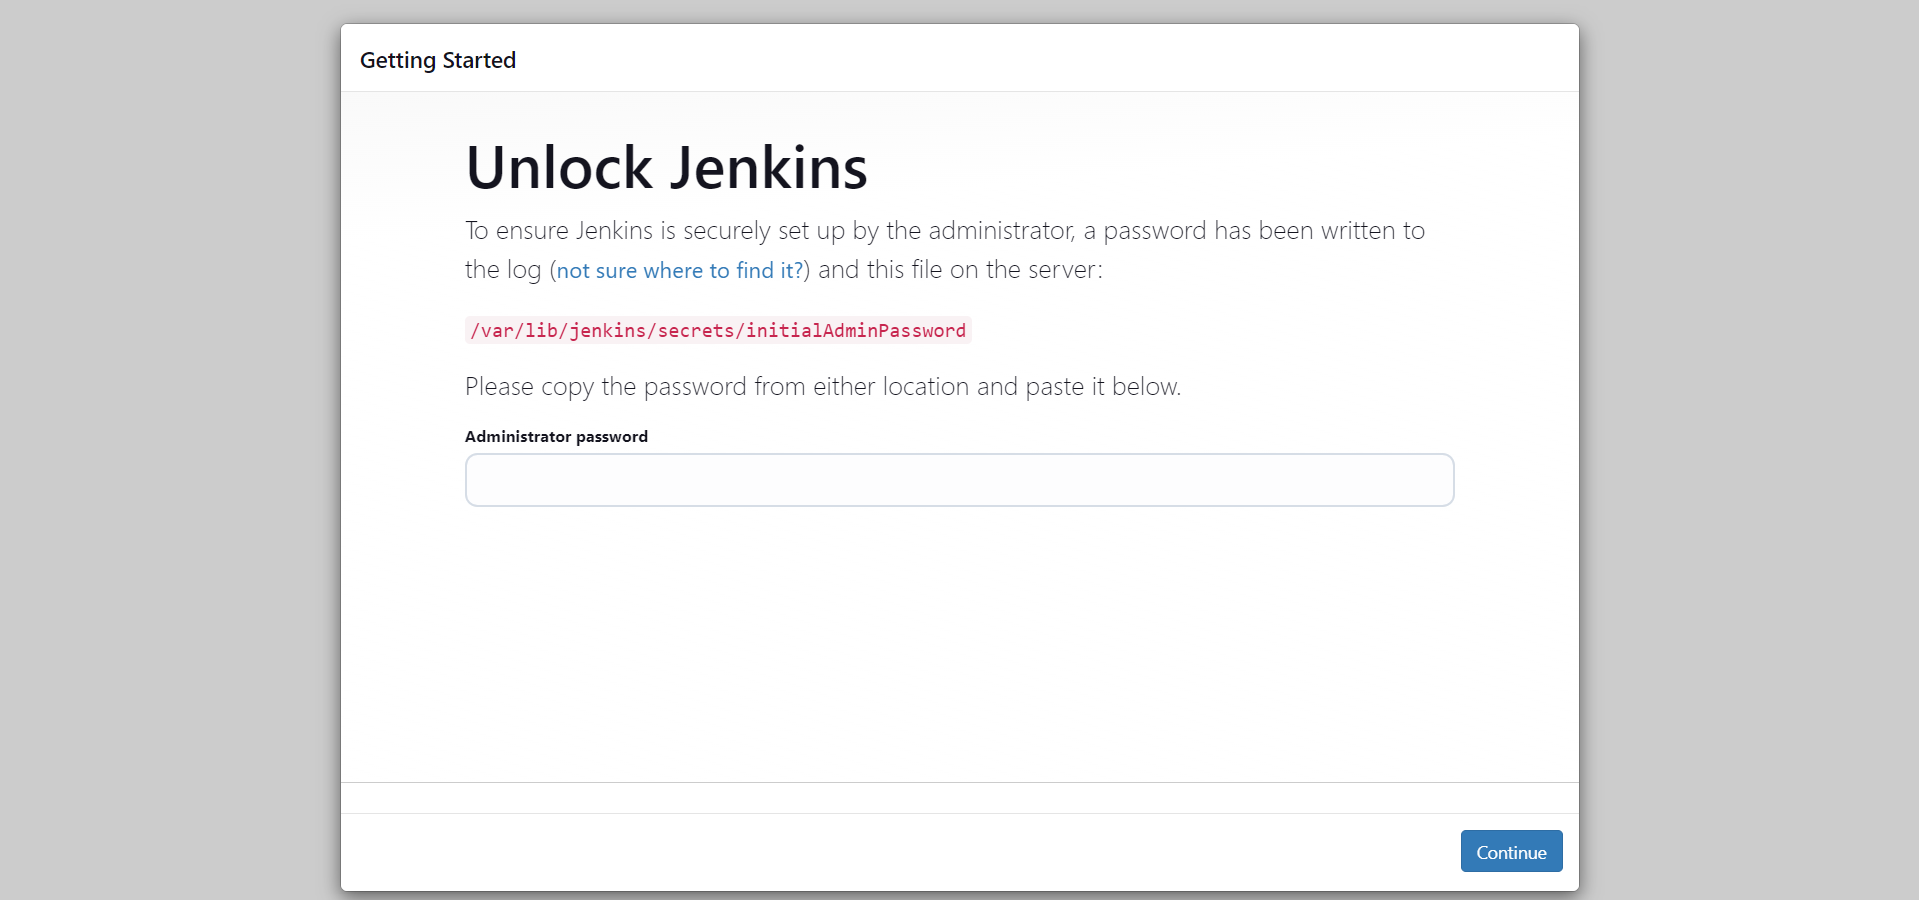 Getting Started
Unlock Jenkins
To ensure Jenkins is securely set up by the administrator, a password has been written to
the log (not sure where to find it?) and this file on the server:
/var/lib/jenkins/secrets/initialAdminPassword
Please copy the password from either location and paste it below.
Administrator password
Continue